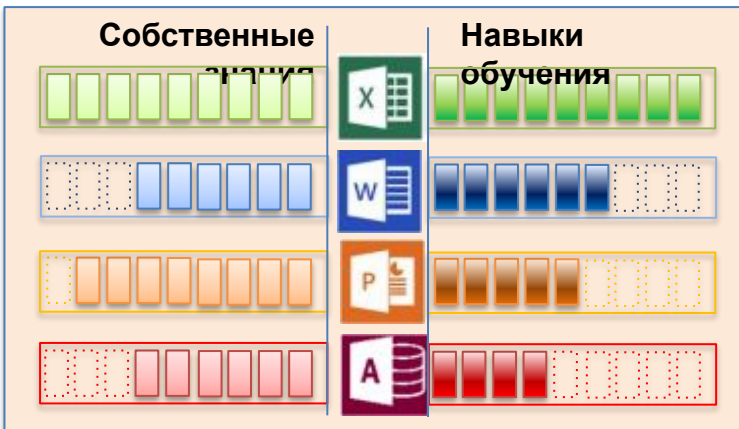 Собственные
знания
Навыки
обучения
X
W
P
A